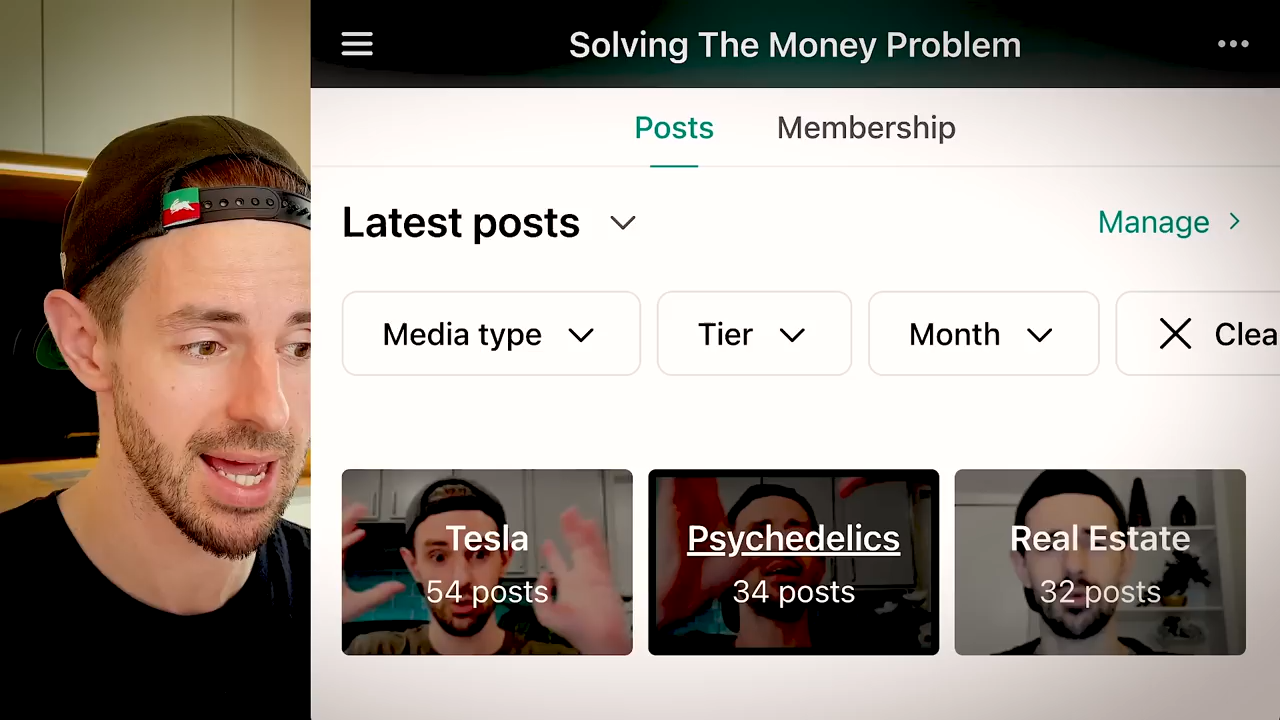 Solving The Money Problem
Posts Membership
Latest posts
Manage
Media type Tier Month Clea
Tesla
54 posts
Psychedelics
34 posts
Real Estate
32 posts